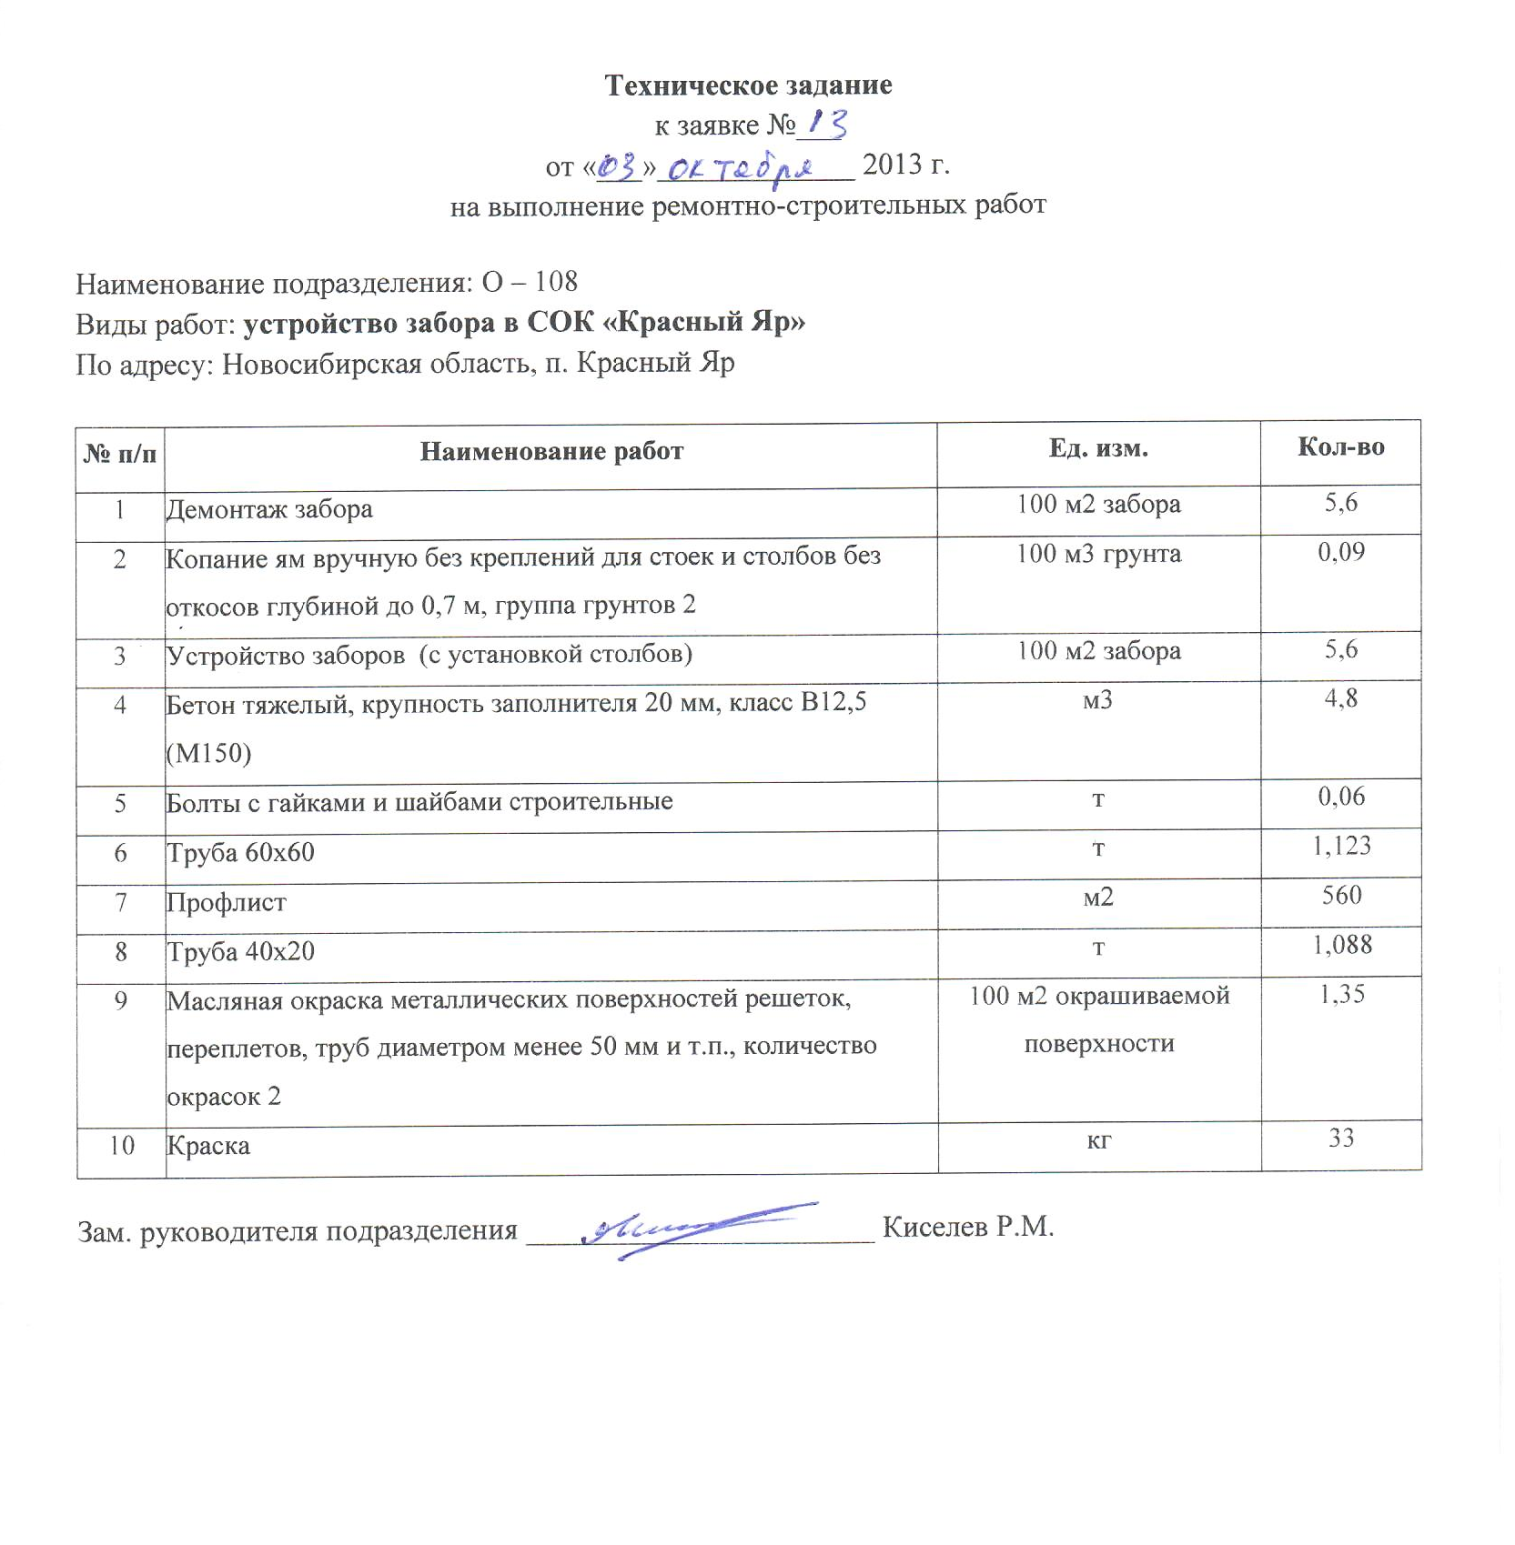 Техническое задание
к заявке № 13
от «03» октября 2013 г.
на выполнение ремонтно-строительных работ
Наименование подразделения: О – 108
Виды работ: устройство забора в СОК «Красный Яр»
По адресу: Новосибирская область, п. Красный Яр
№ п/п Наименование работ Ед. изм. Кол-во
1 Демонтаж забора 100 м2 забора 5,6
2 Копание ям вручную без креплений для стоек и столбов без 100 м3 грунта 0,09
откосов глубиной до 0,7 м, группа грунтов 2
3 Устройство заборов (с установкой столбов) 100 м2 забора 5,6
4 Бетон тяжелый, крупность заполнителя 20 мм, класс В12,5 м3 4,8
(М150)
5 Болты с гайками и шайбами строительные т 0,06
6 Труба 60х60 т 1,123
7 Профлист м2 560
8 Труба 40х20 т 1,088
9 Масляная окраска металлических поверхностей решеток, 100 м2 окрашиваемой 1,35
переплетов, труб диаметром менее 50 мм и т.п., количество поверхности
окрасок 2
10 Краска кг 33
Зам. руководителя подразделения Киселев Р.М.